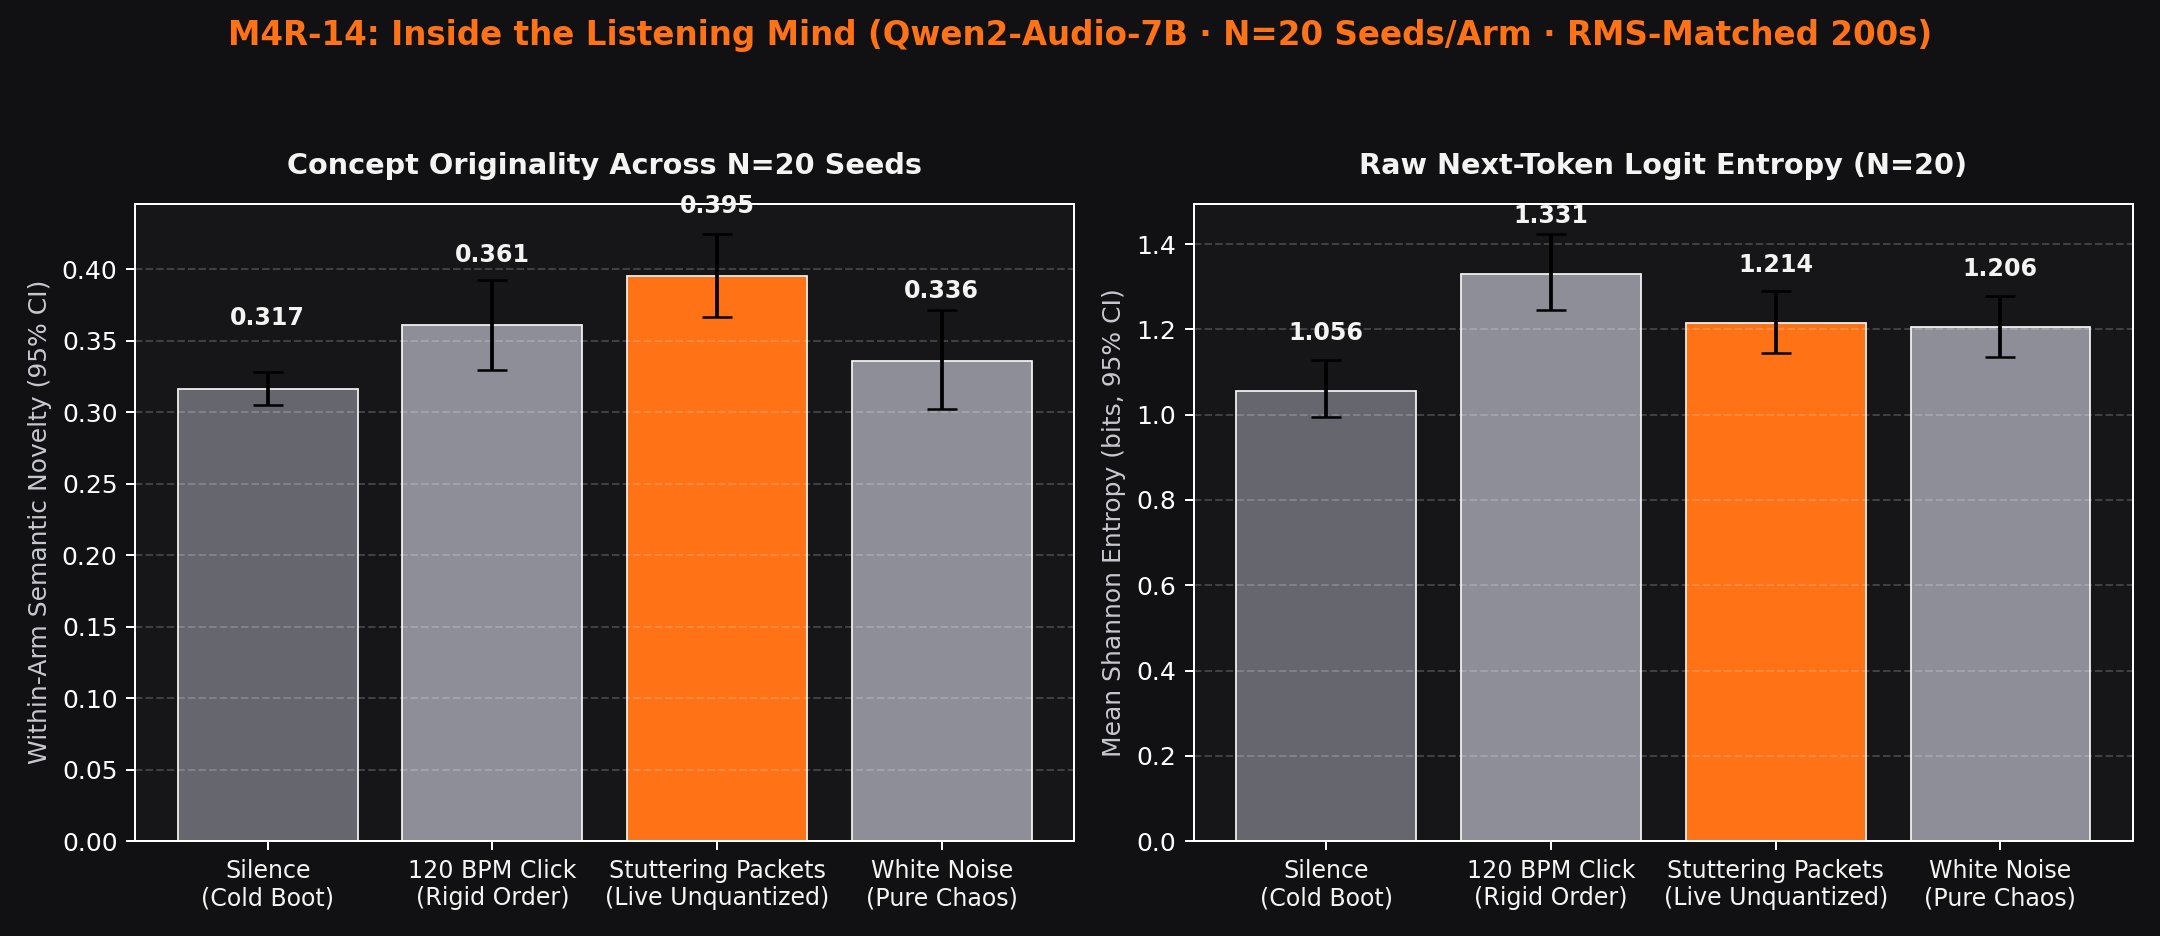 M4R-14: Inside the Listening Mind (Qwen2-Audio-7B · N=20 Seeds/Arm · RMS-Matched 200s)
Concept Originality Across N=20 Seeds
Within-Arm Semantic Novelty (95% CI)
0.40
0.35
0.30
0.25
0.20
0.15
0.10
0.05
0.00
0.317
0.361
0.395
0.336
Silence
(Cold Boot)
120 BPM Click
(Rigid Order)
Stuttering Packets
(Live Unquantized)
White Noise
(Pure Chaos)
Raw Next-Token Logit Entropy (N=20)
Mean Shannon Entropy (bits, 95% CI)
1.4
1.2
1.0
0.8
0.6
0.4
0.2
0.0
1.056
1.331
1.214
1.206
Silence
(Cold Boot)
120 BPM Click
(Rigid Order)
Stuttering Packets
(Live Unquantized)
White Noise
(Pure Chaos)